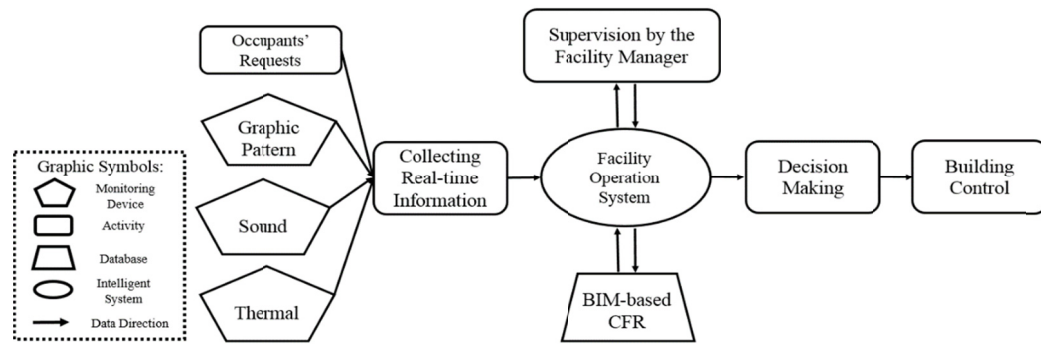 Occupants'
Requests
Graphic
Pattern
Sound
Thermal
Collecting
Real-time
Information
Supervision by the
Facility Manager
Facility
Operation
System
BIM-based
CFR
Decision
Making
Building
Control
Graphic Symbols:
Monitoring
Device
Activity
Database
Intelligent
System
Data Direction